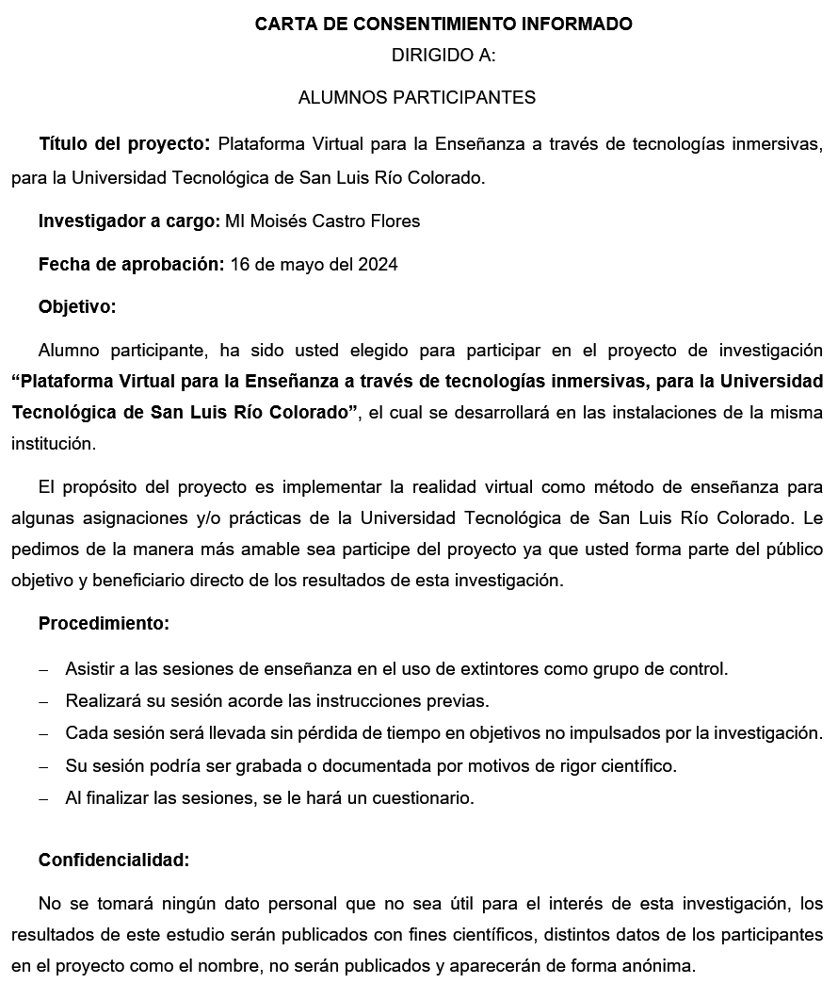 CARTA DE CONSENTIMIENTO INFORMADO
DIRIGIDO A:
ALUMNOS PARTICIPANTES
Título del proyecto: Plataforma Virtual para la Enseñanza a través de tecnologías inmersivas,
para la Universidad Tecnológica de San Luis Río Colorado.
Investigador a cargo: MI Moisés Castro Flores
Fecha de aprobación: 16 de mayo del 2024
Objetivo:
Alumno participante, ha sido usted elegido para participar en el proyecto de investigación
“Plataforma Virtual para la Enseñanza a través de tecnologías inmersivas, para la Universidad
Tecnológica de San Luis Río Colorado”, el cual se desarrollará en las instalaciones de la misma
institución.
El propósito del proyecto es implementar la realidad virtual como método de enseñanza para
algunas asignaciones y/o prácticas de la Universidad Tecnológica de San Luis Río Colorado. Le
pedimos de la manera más amable sea participe del proyecto ya que usted forma parte del público
objetivo y beneficiario directo de los resultados de esta investigación.
Procedimiento:
– Asistir a las sesiones de enseñanza en el uso de extintores como grupo de control.
– Realizará su sesión acorde las instrucciones previas.
– Cada sesión será llevada sin pérdida de tiempo en objetivos no impulsados por la investigación.
– Su sesión podría ser grabada o documentada por motivos de rigor científico.
– Al finalizar las sesiones, se le hará un cuestionario.
Confidencialidad:
No se tomará ningún dato personal que no sea útil para el interés de esta investigación, los
resultados de este estudio serán publicados con fines científicos, distintos datos de los participantes
en el proyecto como el nombre, no serán publicados y aparecerán de forma anónima.